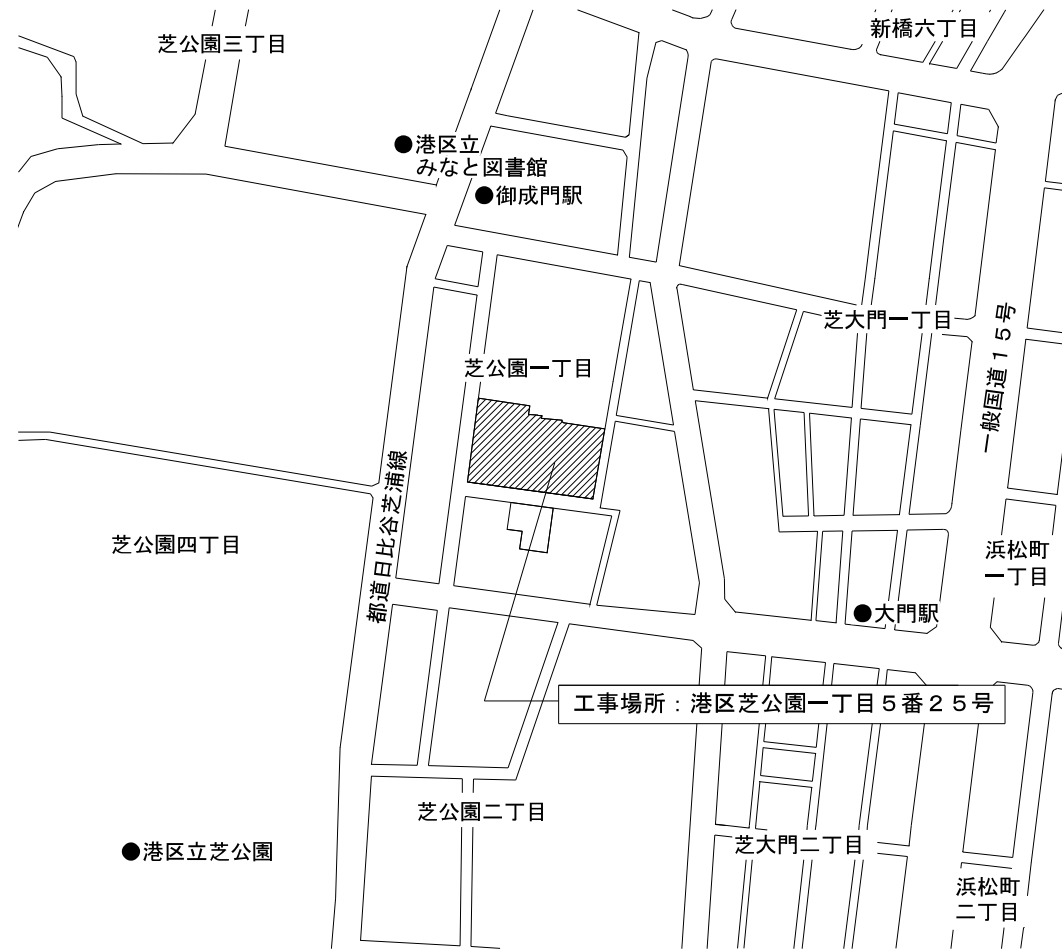 芝公園三丁目
新橋六丁目
●港区立
みなと図書館
●御成門駅
芝大門一丁目
一般国道15号
芝公園一丁目
都道日比谷芝浦線
芝公園四丁目
浜松町
一丁目
●大門駅
工事場所：港区芝公園一丁目５番２５号
芝公園二丁目
●港区立芝公園
芝大門二丁目
浜松町
二丁目